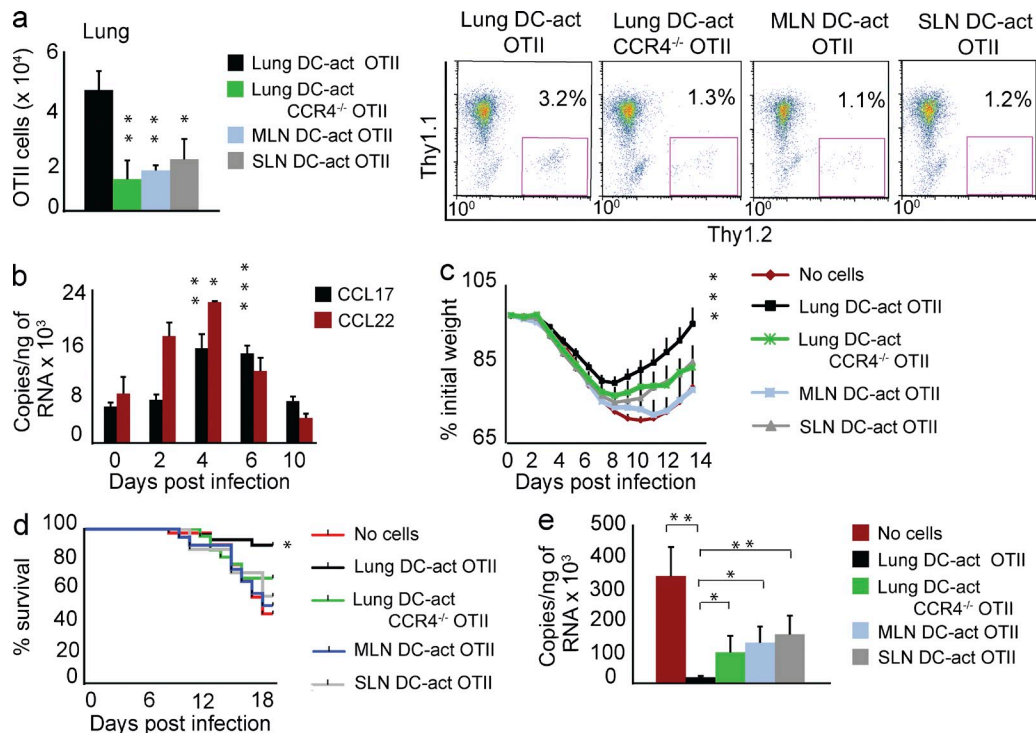 a
Lung
OTII cells (x 10⁴)
6
4
2
0
** ** *
Lung DC-act OTII
Lung DC-act
CCR4⁻/⁻ OTII
MLN DC-act OTII
SLN DC-act OTII
Lung DC-act
OTII
Lung DC-act
CCR4⁻/⁻ OTII
MLN DC-act
OTII
SLN DC-act
OTII
3.2%
1.3%
1.1%
1.2%
Thy1.1
10⁰
10⁰
10⁰
10⁰
Thy1.2
b
Copies/ng of
RNA x 10³
24
16
8
0
** * ***
CCL17
CCL22
0 2 4 6 10
Days post infection
c
% initial weight
105
85
65
***
0 2 4 6 8 10 12 14
Days post infection
No cells
Lung DC-act OTII
Lung DC-act
CCR4⁻/⁻ OTII
MLN DC-act OTII
SLN DC-act OTII
d
% survival
100
80
60
40
20
0
*
0 6 12 18
Days post infection
No cells
Lung DC-act OTII
Lung DC-act
CCR4⁻/⁻ OTII
MLN DC-act OTII
SLN DC-act OTII
e
Copies/ng of
RNA x 10³
500
400
300
200
100
0
**
**
*
*
No cells
Lung DC-act OTII
Lung DC-act
CCR4⁻/⁻ OTII
MLN DC-act OTII
SLN DC-act OTII